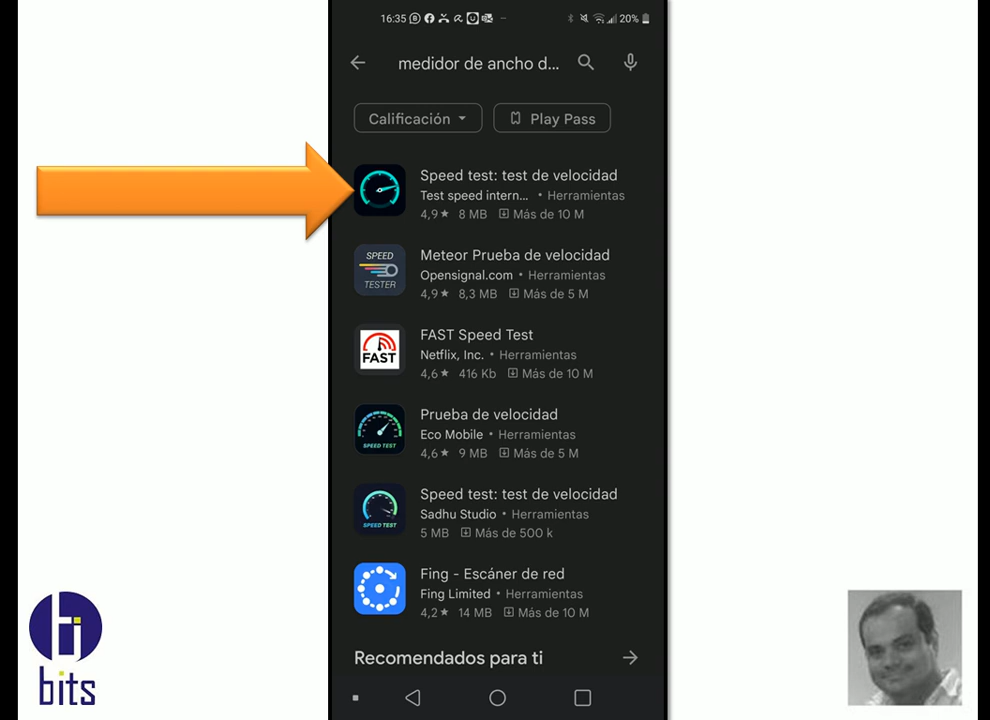 16:35
20%
medidor de ancho d...
Calificación
Play Pass
Speed test: test de velocidad
Test speed intern... • Herramientas
4,9★ 8 MB Más de 10 M
SPEED
TESTER
Meteor Prueba de velocidad
Opensignal.com • Herramientas
4,9★ 8,3 MB Más de 5 M
FAST
FAST Speed Test
Netflix, Inc. • Herramientas
4,6★ 416 Kb Más de 10 M
SPEED TEST
Prueba de velocidad
Eco Mobile • Herramientas
4,6★ 9 MB Más de 5 M
SPEED TEST
Speed test: test de velocidad
Sadhu Studio • Herramientas
5 MB Más de 500 k
Fing - Escáner de red
Fing Limited • Herramientas
4,2★ 14 MB Más de 10 M
Recomendados para ti
bits